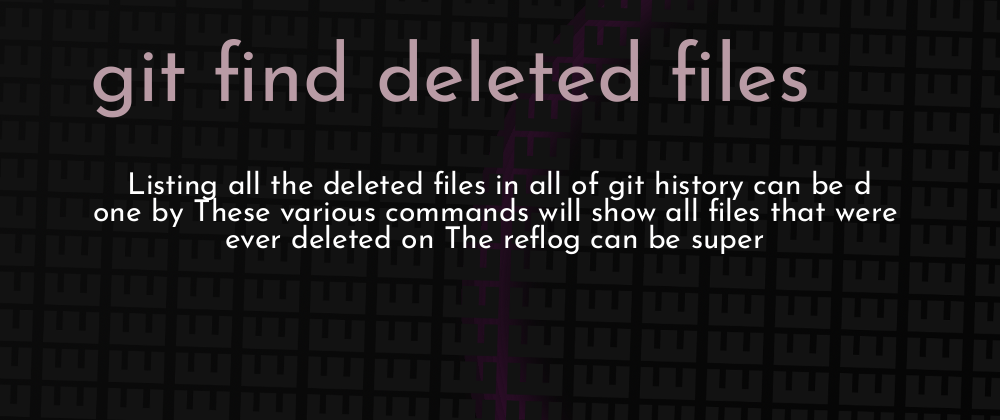 git find deleted files
Listing all the deleted files in all of git history can be d
one by These various commands will show all files that were
ever deleted on The reflog can be super